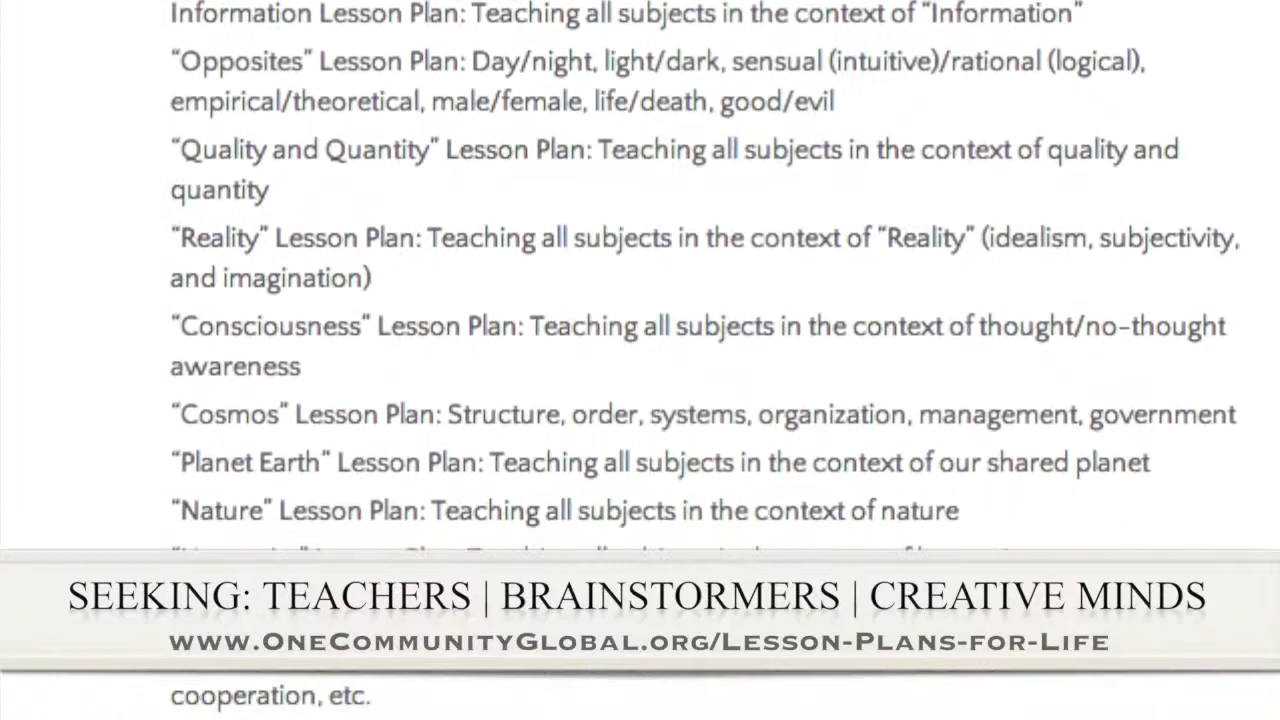 Information Lesson Plan: Teaching all subjects in the context of “Information”
“Opposites” Lesson Plan: Day/night, light/dark, sensual (intuitive)/rational (logical),
empirical/theoretical, male/female, life/death, good/evil
“Quality and Quantity” Lesson Plan: Teaching all subjects in the context of quality and
quantity
“Reality” Lesson Plan: Teaching all subjects in the context of “Reality” (idealism, subjectivity,
and imagination)
“Consciousness” Lesson Plan: Teaching all subjects in the context of thought/no-thought
awareness
“Cosmos” Lesson Plan: Structure, order, systems, organization, management, government
“Planet Earth” Lesson Plan: Teaching all subjects in the context of our shared planet
“Nature” Lesson Plan: Teaching all subjects in the context of nature
SEEKING: TEACHERS | BRAINSTORMERS | CREATIVE MINDS
www.OneCommunityGlobal.org/Lesson-Plans-for-Life
cooperation, etc.